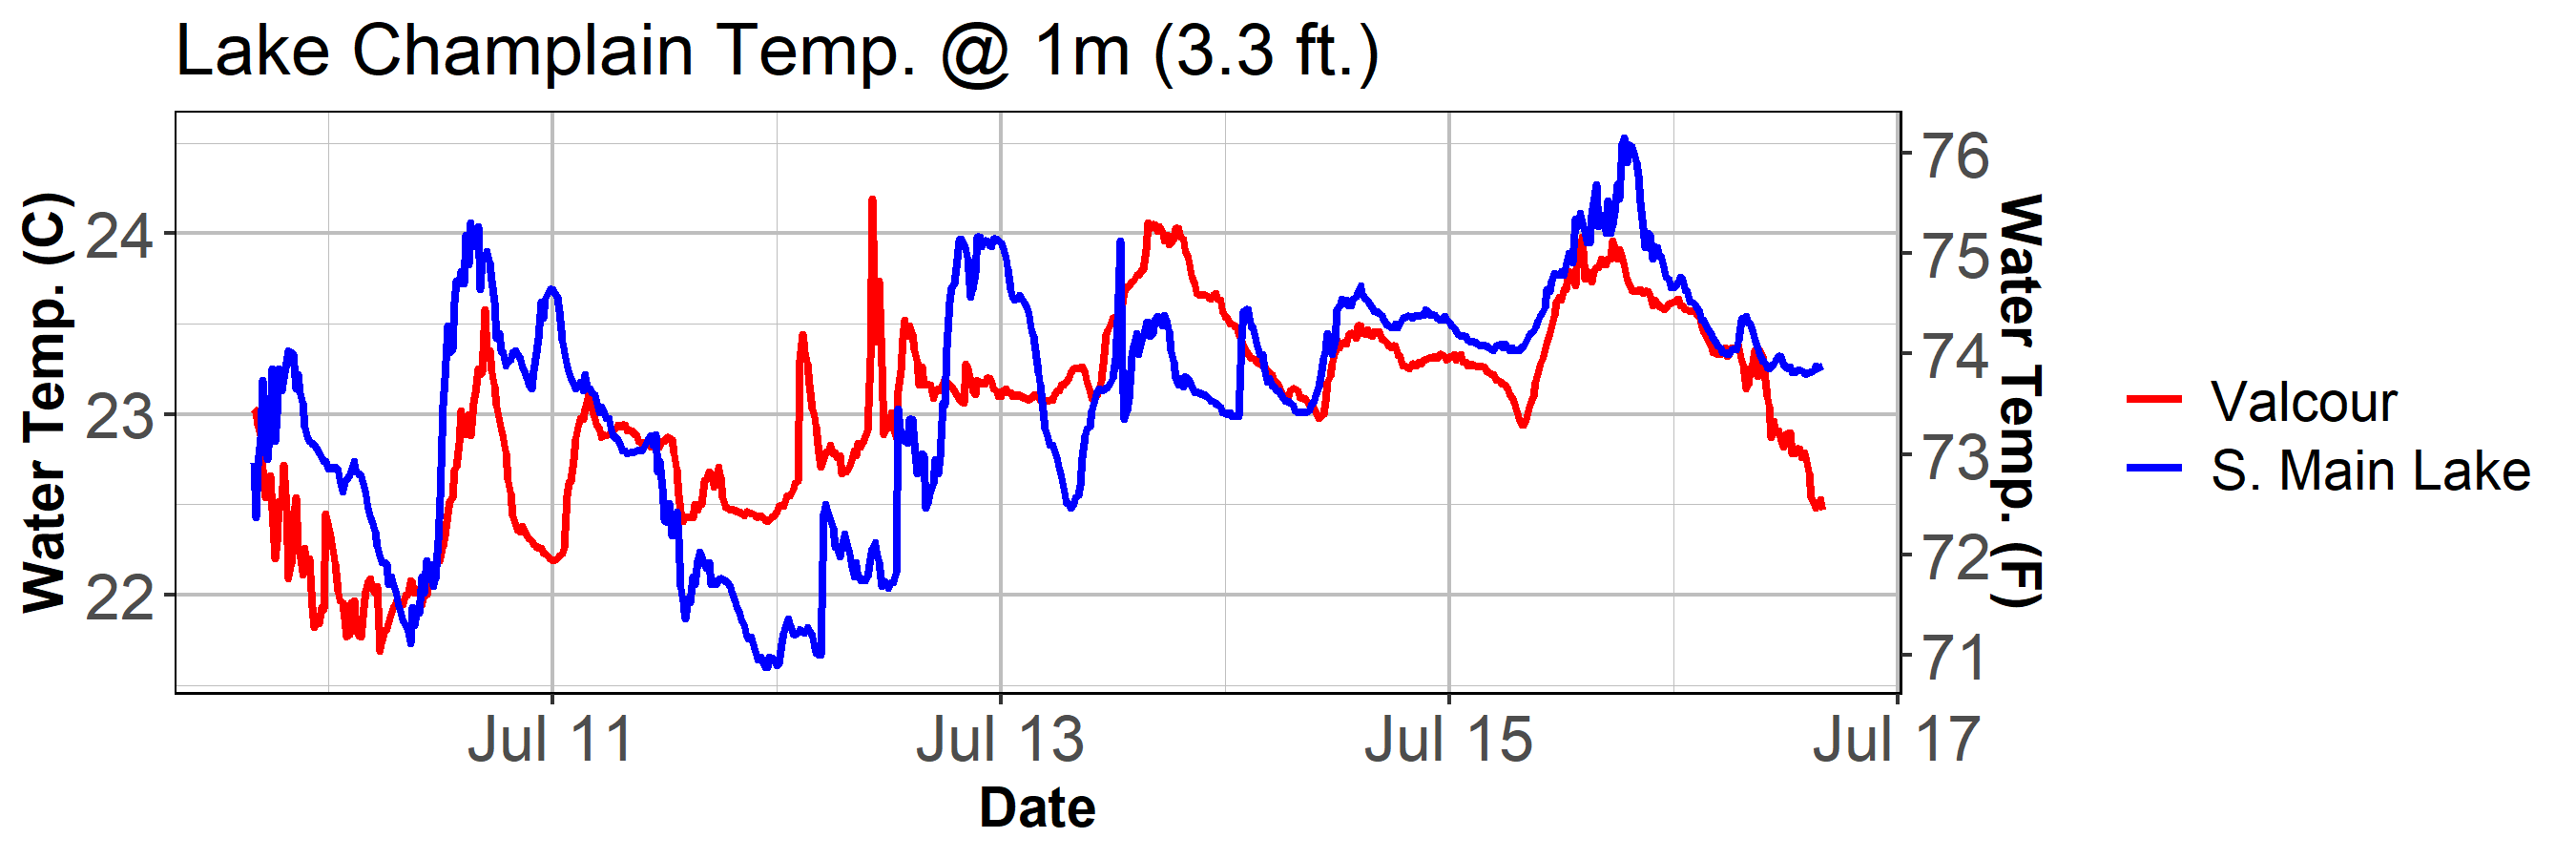 Lake Champlain Temp. @ 1m (3.3 ft.)
Water Temp. (C)
24
23
22
76
75
74
73
72
71
Water Temp. (F)
Jul 11
Jul 13
Jul 15
Jul 17
Date
Valcour
S. Main Lake